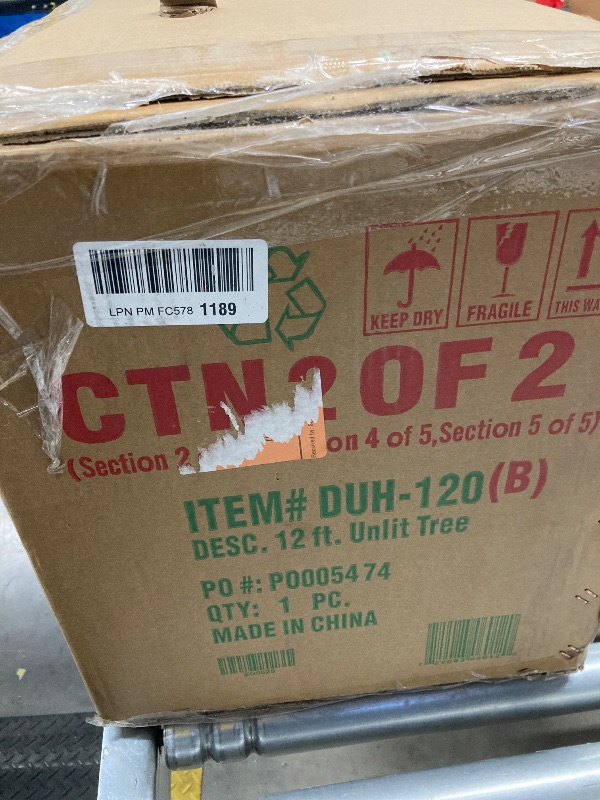 LPN PM FC578 1189
KEEP DRY
FRAGILE
THIS WA
CTN 2 OF 2
(Section 2 on 4 of 5,Section 5 of 5)
ITEM# DUH-120(B)
DESC. 12 ft. Unlit Tree
PO #: P0005474
QTY: 1 PC.
MADE IN CHINA